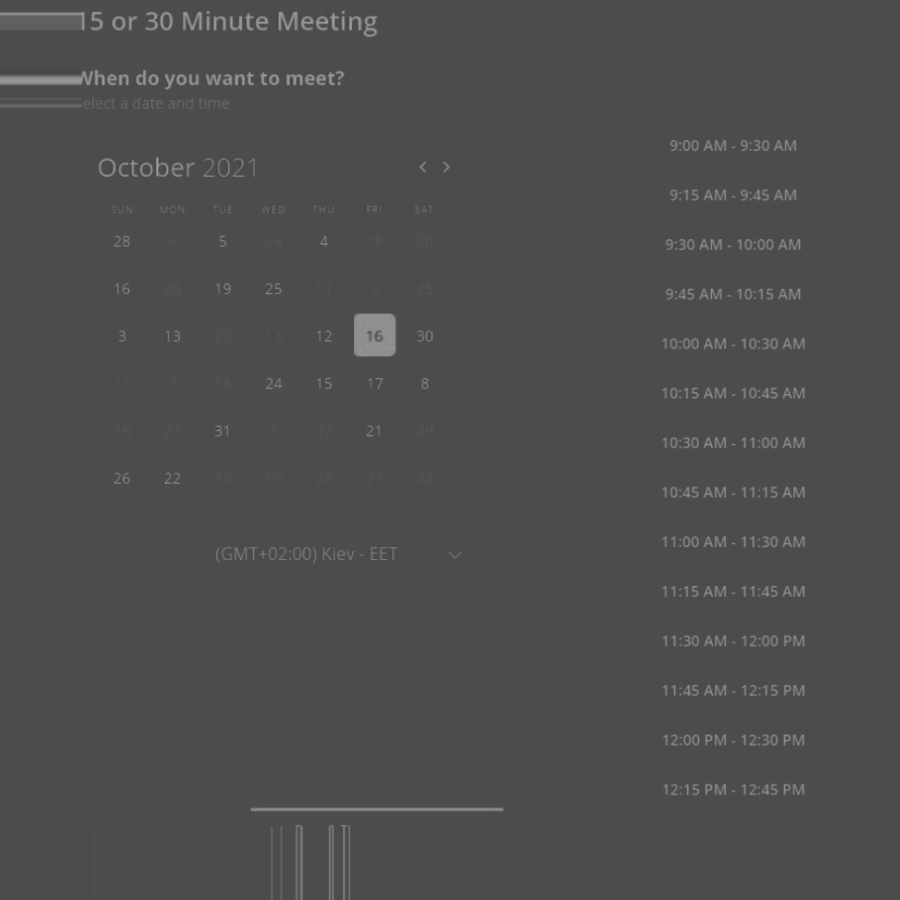 15 or 30 Minute Meeting
When do you want to meet?
elect a date and time
October 2021 < >
SUN MON TUE WED THU FRI SAT
28 6 5 29 4 18 20
16 20 19 25 11 9 25
3 13 20 13 12 16 30
11 7 18 24 15 17 8
16 27 31 1 22 21 29
26 22 15 19 28 27 24
(GMT+02:00) Kiev - EET
9:00 AM - 9:30 AM
9:15 AM - 9:45 AM
9:30 AM - 10:00 AM
9:45 AM - 10:15 AM
10:00 AM - 10:30 AM
10:15 AM - 10:45 AM
10:30 AM - 11:00 AM
10:45 AM - 11:15 AM
11:00 AM - 11:30 AM
11:15 AM - 11:45 AM
11:30 AM - 12:00 PM
11:45 AM - 12:15 PM
12:00 PM - 12:30 PM
12:15 PM - 12:45 PM